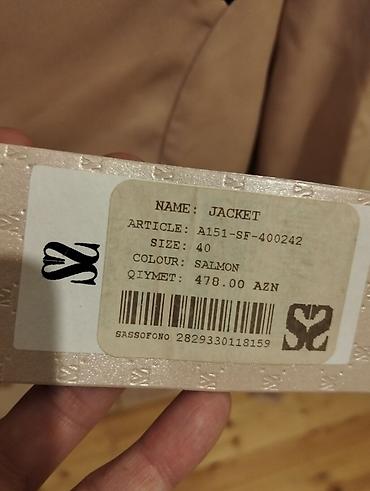 NAME: JACKET
ARTICLE: A151-SF-400242
SIZE: 40
COLOUR: SALMON
QIYMET: 478.00 AZN
SASSOFONO 2829330118159